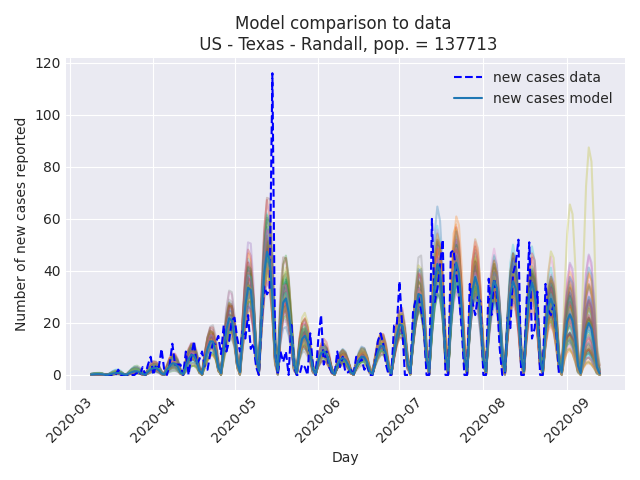 Model comparison to data
US - Texas - Randall, pop. = 137713
new cases data
new cases model
Number of new cases reported
120
100
80
60
40
20
0
2020-03
2020-04
2020-05
2020-06
2020-07
2020-08
2020-09
Day